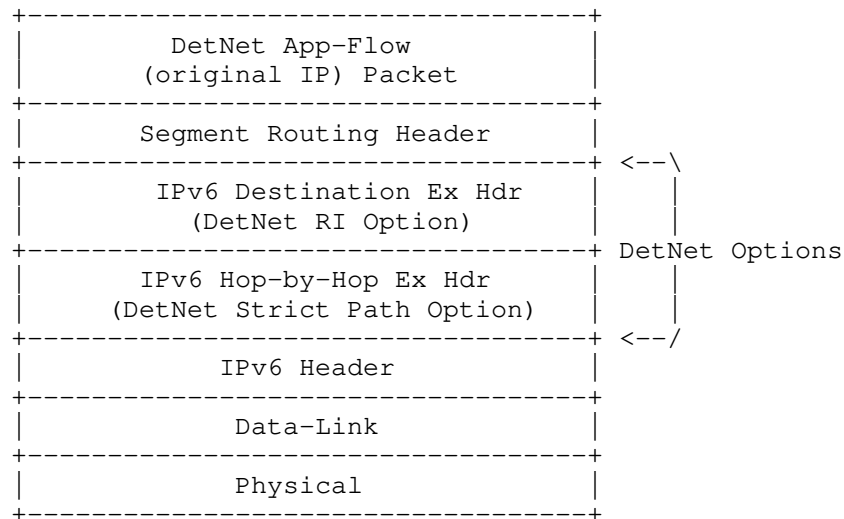 DetNet App-Flow
(original IP) Packet
Segment Routing Header
IPv6 Destination Ex Hdr
(DetNet RI Option)
DetNet Options
IPv6 Hop-by-Hop Ex Hdr
(DetNet Strict Path Option)
IPv6 Header
Data-Link
Physical